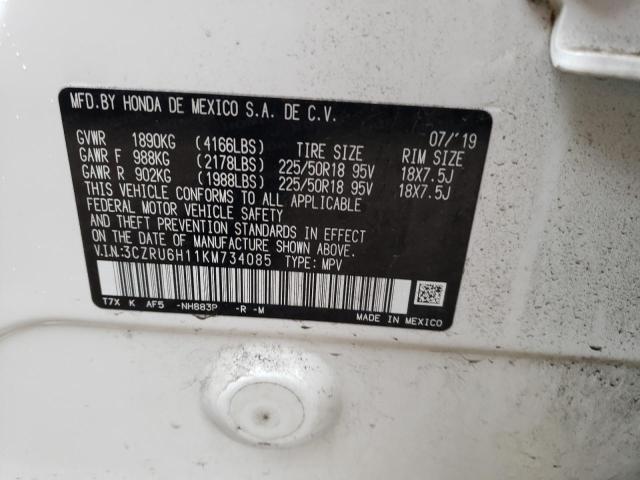 MFD.BY HONDA DE MEXICO S.A. DE C.V.
07/'19
GVWR 1890KG (4166LBS) TIRE SIZE RIM SIZE
GAWR F 988KG (2178LBS) 225/50R18 95V 18X7.5J
GAWR R 902KG (1988LBS) 225/50R18 95V 18X7.5J
THIS VEHICLE CONFORMS TO ALL APPLICABLE
FEDERAL MOTOR VEHICLE SAFETY
AND THEFT PREVENTION STANDARDS IN EFFECT
ON THE DATE OF MANUFACTURE SHOWN ABOVE.
V.I.N:3CZRU6H11KM734085 TYPE: MPV
T7X K AF5 -NH883P -R -M
MADE IN MEXICO